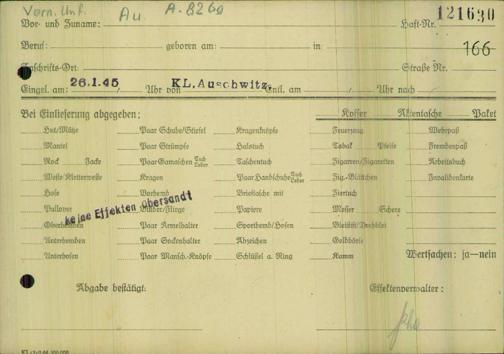 Vern. Unf. Au. A-8260
Vor- und Zuname: Haft-Nr. 121630
Beruf: geboren am: in 166
Anschrifts-Ort: Straße Nr.
Eingel. am: 26.1.45 Uhr von KL. Auschwitz Entl. am: Uhr nach
Bei Einlieferung abgegeben: Koffer Aktentasche Paket
Hut/Mütze Paar Schuhe/Stiefel Kragenknöpfe Feuerzeug Wehrpaß
Mantel Paar Strümpfe Halstuch Tabak Pfeife Fremdenpaß
Rock Jacke Paar Gamaschen Tuch Leder Taschentuch Zigarren/Zigaretten Arbeitsbuch
Weste/Kletterweste Kragen Paar Handschuhe Tuch Leder Zig.-Blättchen Invalidenkarte
Hose Vorhemd Brieftasche mit Ziertuch
Pullover Binder/Fliege Papiere Messer Schere
Oberhemden Paar Ärmelhalter Sporthemd/Hosen Bleistift/Drehblei
Unterhemden Paar Sockenhalter Abzeichen Geldbörse
Unterhosen Paar Mansch.-Knöpfe Schlüssel a. Ring Kamm Wertsachen: ja—nein
keine Effekten übersandt
Abgabe bestätigt: Effektenverwalter: